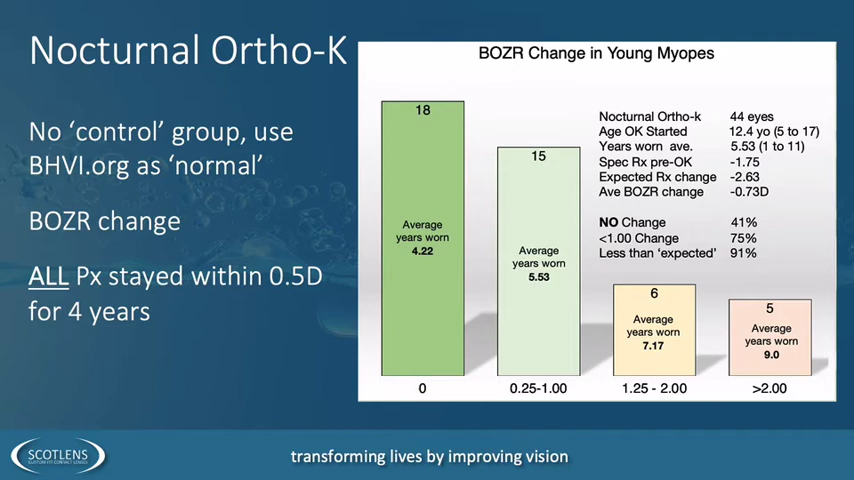 Nocturnal Ortho-K
No ‘control’ group, use
BHVI.org as ‘normal’
BOZR change
ALL Px stayed within 0.5D
for 4 years
BOZR Change in Young Myopes
18
Average
years worn
4.22
15
Average
years worn
5.53
6
Average
years worn
7.17
5
Average
years worn
9.0
Nocturnal Ortho-k 44 eyes
Age OK Started 12.4 yo (5 to 17)
Years worn ave. 5.53 (1 to 11)
Spec Rx pre-OK -1.75
Expected Rx change -2.63
Ave BOZR change -0.73D
NO Change 41%
<1.00 Change 75%
Less than ‘expected’ 91%
0 0.25-1.00 1.25 - 2.00 >2.00
SCOTLENS
CUSTOM FIT CONTACT LENSES
transforming lives by improving vision